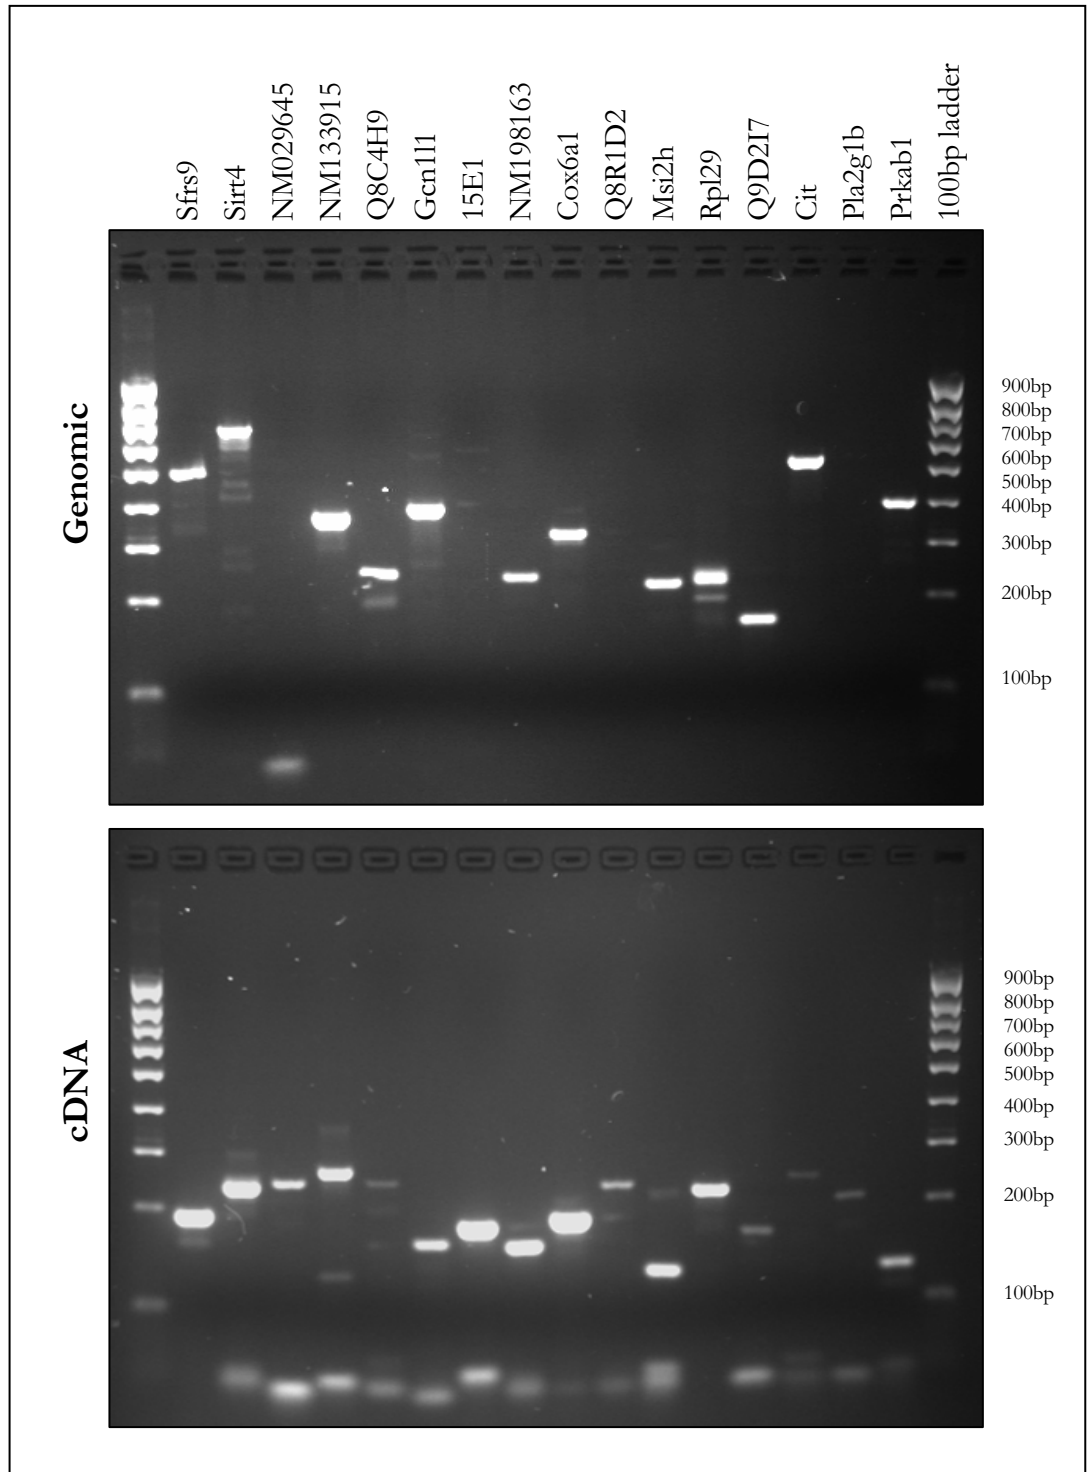 Sfrs9
Sirt4
NM029645
NM133915
Q8C4H9
Gcn1l1
15E1
NM198163
Cox6a1
Q8R1D2
Msi2h
Rpl29
Q9D2I7
Cit
Pla2g1b
Prkab1
100bp ladder
Genomic
900bp
800bp
700bp
600bp
500bp
400bp
300bp
200bp
100bp
cDNA
900bp
800bp
700bp
600bp
500bp
400bp
300bp
200bp
100bp